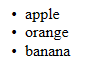 • apple
• orange
• banana